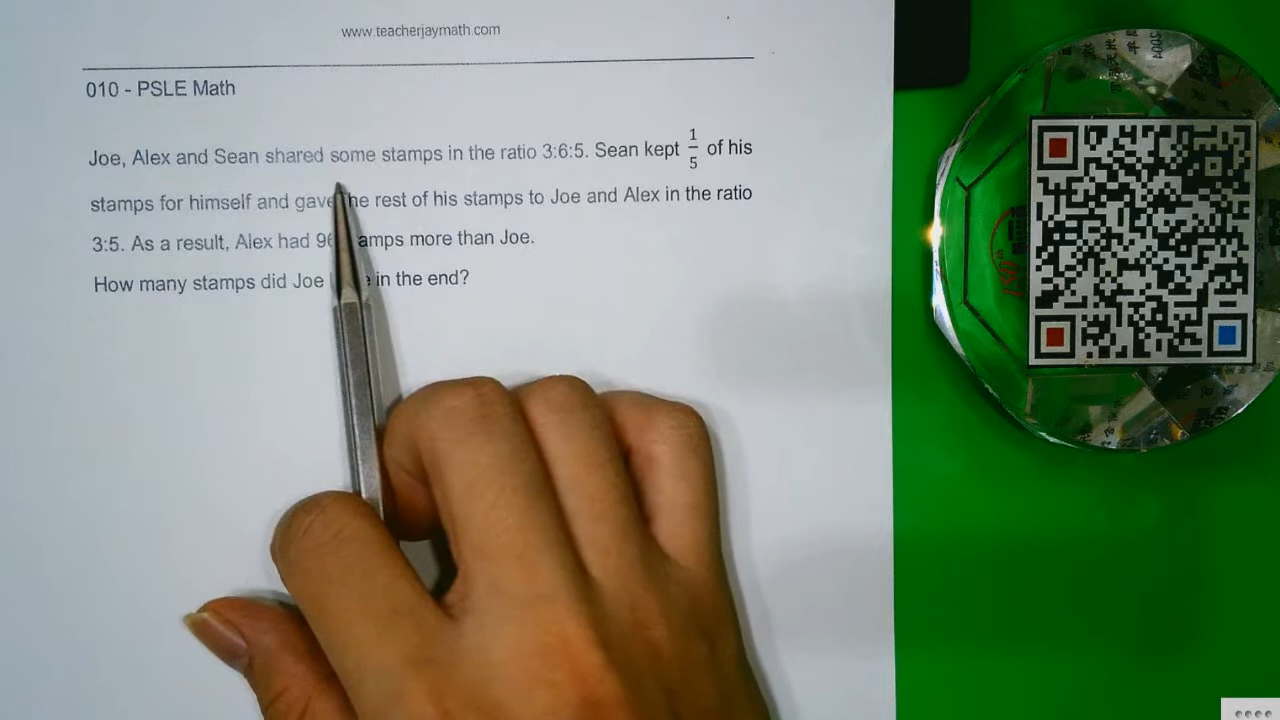 www.teacherjaymath.com
010 - PSLE Math
Joe, Alex and Sean shared some stamps in the ratio 3:6:5. Sean kept 1/5 of his
stamps for himself and gave the rest of his stamps to Joe and Alex in the ratio
3:5. As a result, Alex had 96 stamps more than Joe.
How many stamps did Joe in the end?